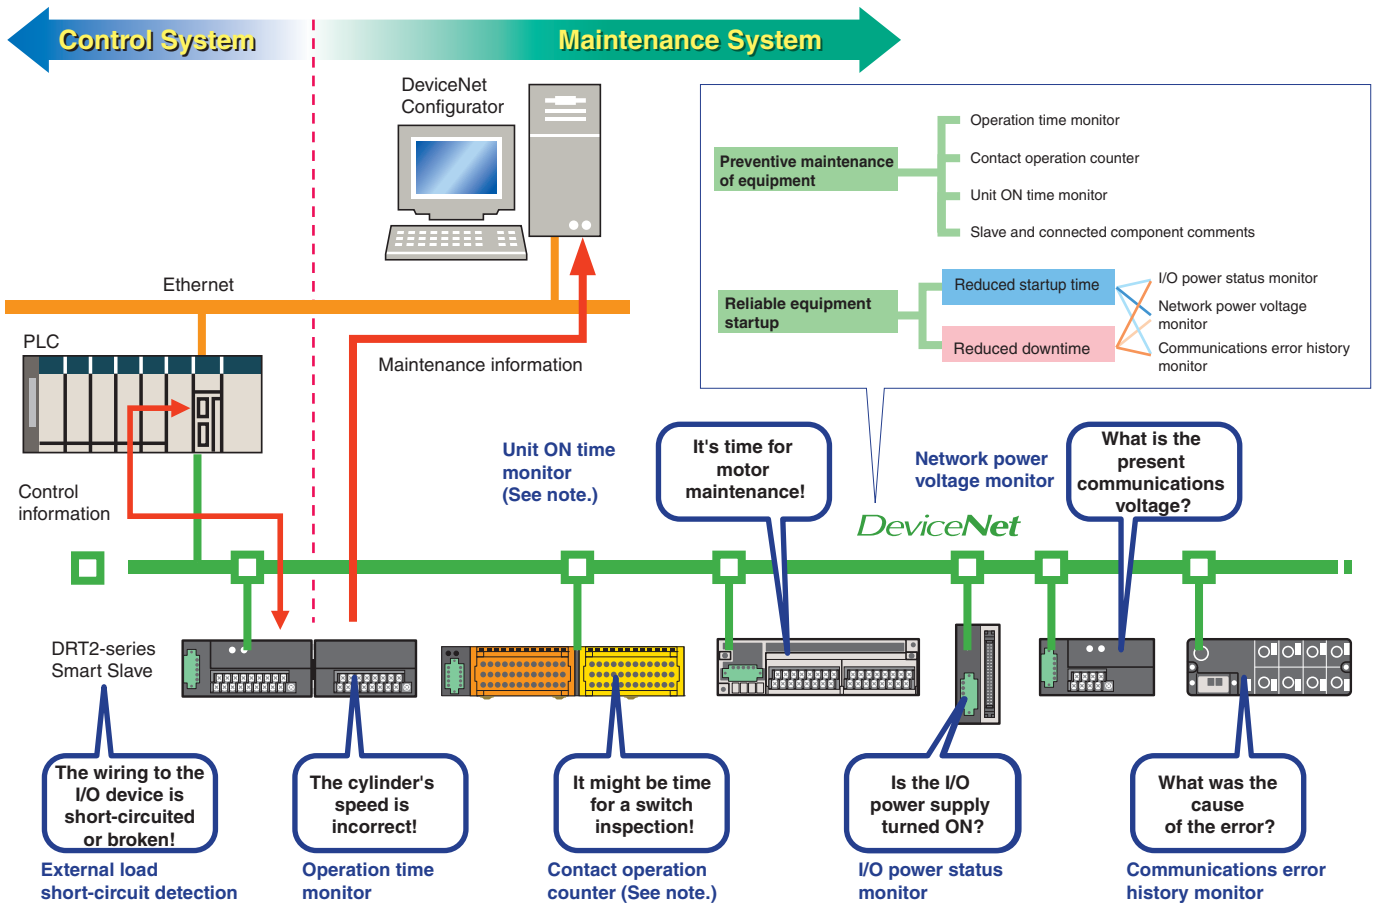 Control System
Maintenance System
DeviceNet
Configurator
Preventive maintenance
of equipment
Operation time monitor
Contact operation counter
Unit ON time monitor
Slave and connected component comments
Reliable equipment
startup
Reduced startup time
Reduced downtime
I/O power status monitor
Network power voltage
monitor
Communications error history
monitor
Ethernet
PLC
Maintenance information
Control
information
Unit ON time
monitor
(See note.)
It's time for
motor
maintenance!
Network power
voltage monitor
What is the
present
communications
voltage?
DeviceNet
DRT2-series
Smart Slave
The wiring to the
I/O device is
short-circuited
or broken!
External load
short-circuit detection
The cylinder's
speed is
incorrect!
Operation time
monitor
It might be time
for a switch
inspection!
Contact operation
counter (See note.)
Is the I/O
power supply
turned ON?
I/O power status
monitor
What was the
cause
of the error?
Communications error
history monitor